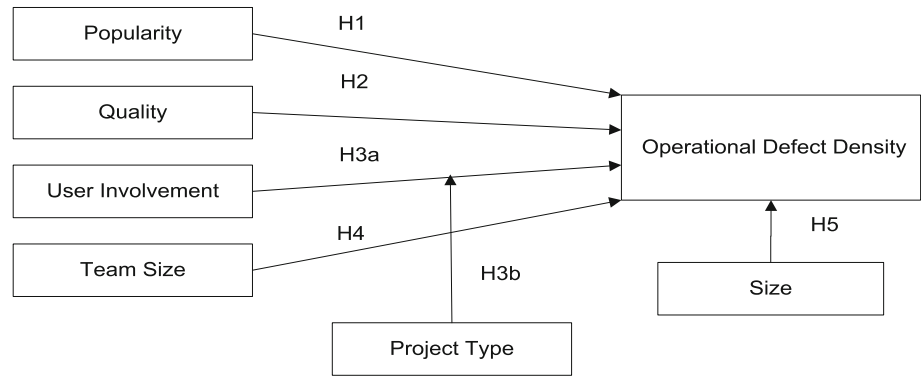 Popularity
H1
Quality
H2
Operational Defect Density
H3a
User Involvement
H4
Team Size
H5
H3b
Size
Project Type